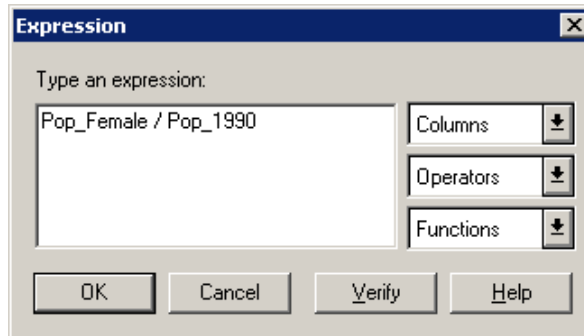 Expression
Type an expression:
Pop_Female / Pop_1990
Columns
Operators
Functions
OK Cancel Verify Help